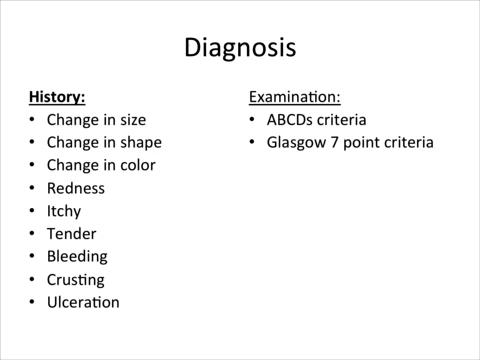 Diagnosis
History:
• Change in size
• Change in shape
• Change in color
• Redness
• Itchy
• Tender
• Bleeding
• Crusting
• Ulceration
Examination:
• ABCDs criteria
• Glasgow 7 point criteria